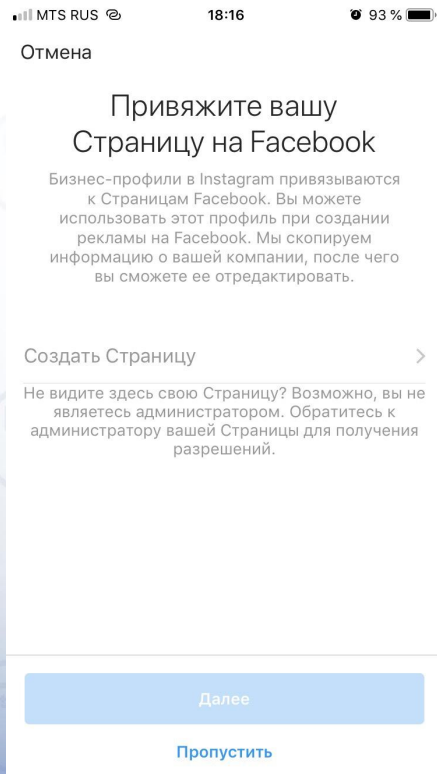 MTS RUS
18:16
93 %
Отмена
Привяжите вашу
Страницу на Facebook
Бизнес-профили в Instagram привязываются
к Страницам Facebook. Вы можете
использовать этот профиль при создании
рекламы на Facebook. Мы скопируем
информацию о вашей компании, после чего
вы сможете ее отредактировать.
Создать Страницу
Не видите здесь свою Страницу? Возможно, вы не
являетесь администратором. Обратитесь к
администратору вашей Страницы для получения
разрешений.
Далее
Пропустить